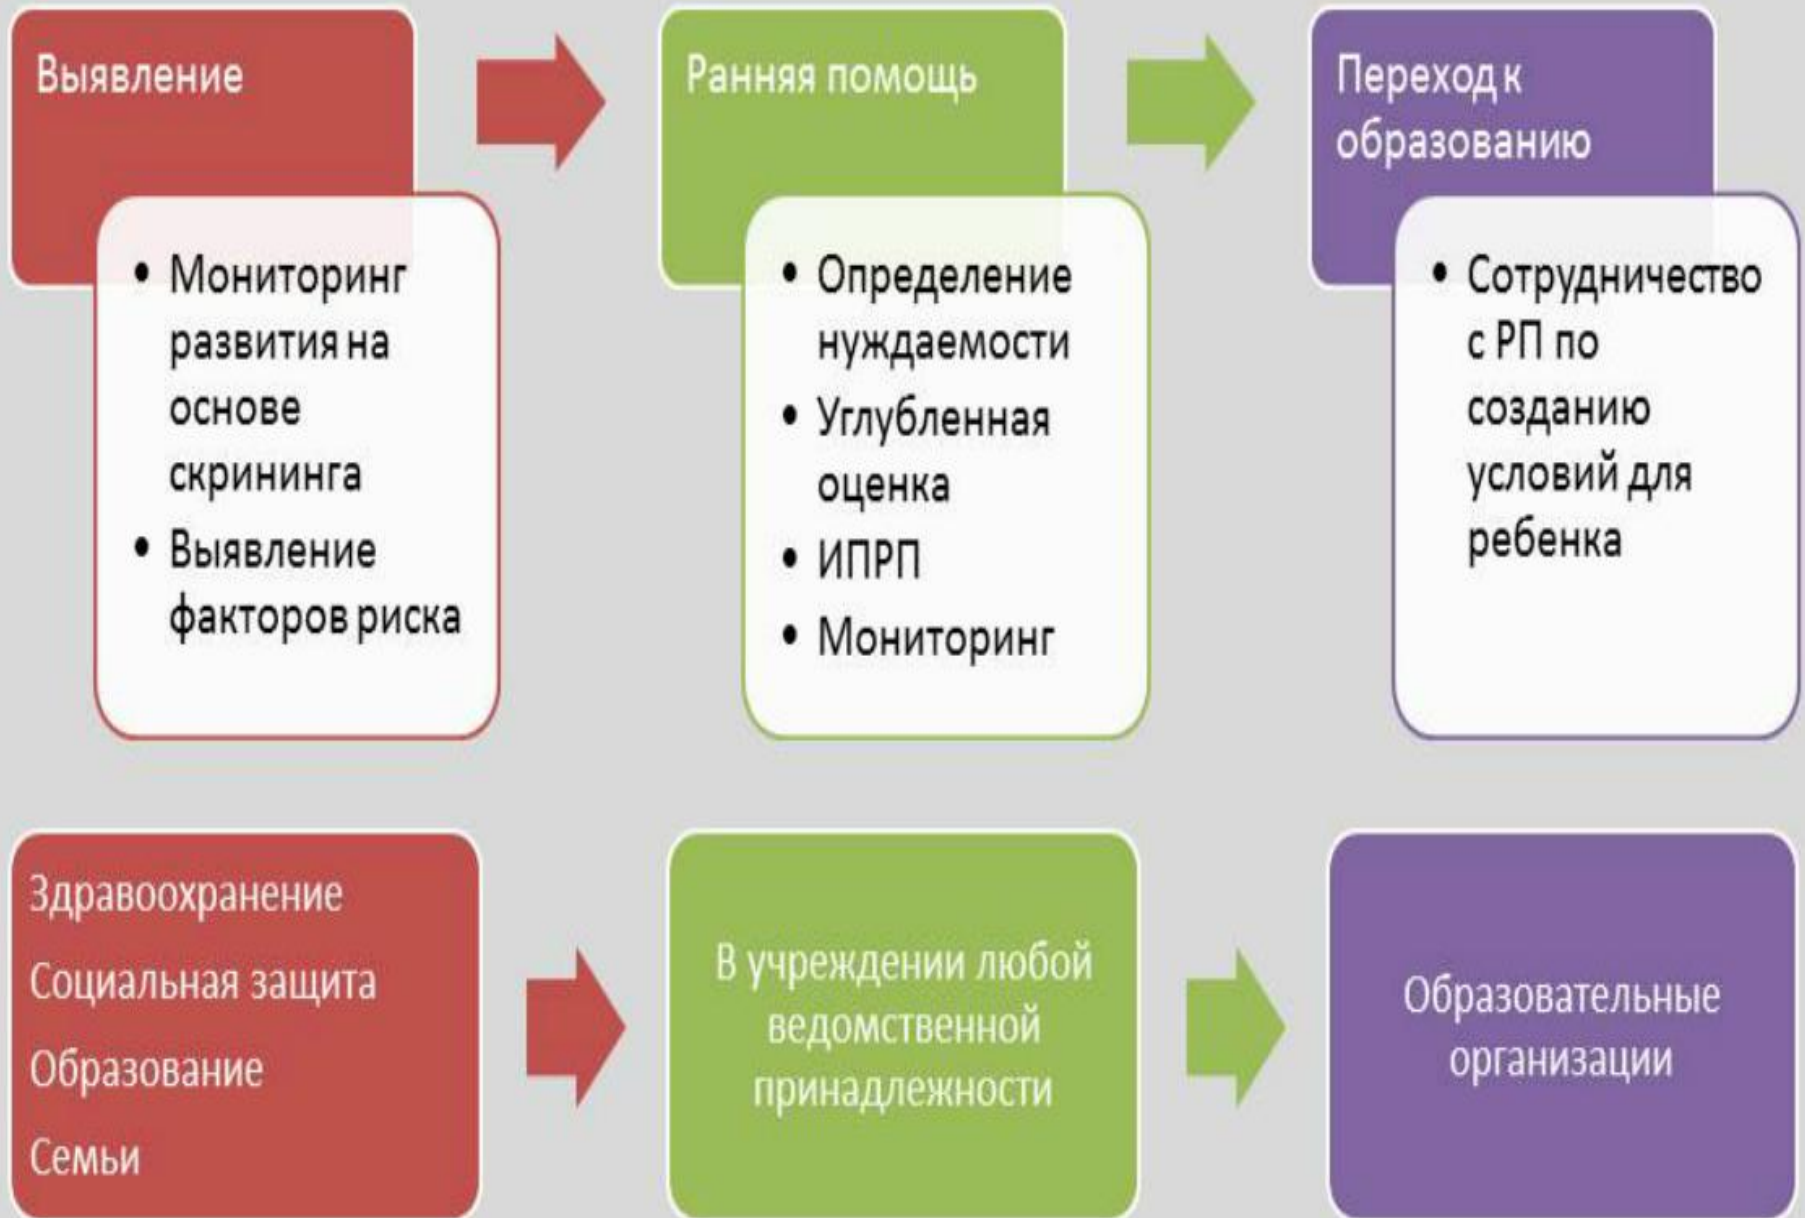 Выявление
• Мониторинг
развития на
основе
скрининга
• Выявление
факторов риска
Ранняя помощь
• Определение
нуждаемости
• Углубленная
оценка
• ИПРП
• Мониторинг
Переход к
образованию
• Сотрудничество
с РП по
созданию
условий для
ребенка
Здравоохранение
Социальная защита
Образование
Семьи
В учреждении любой
ведомственной
принадлежности
Образовательные
организации